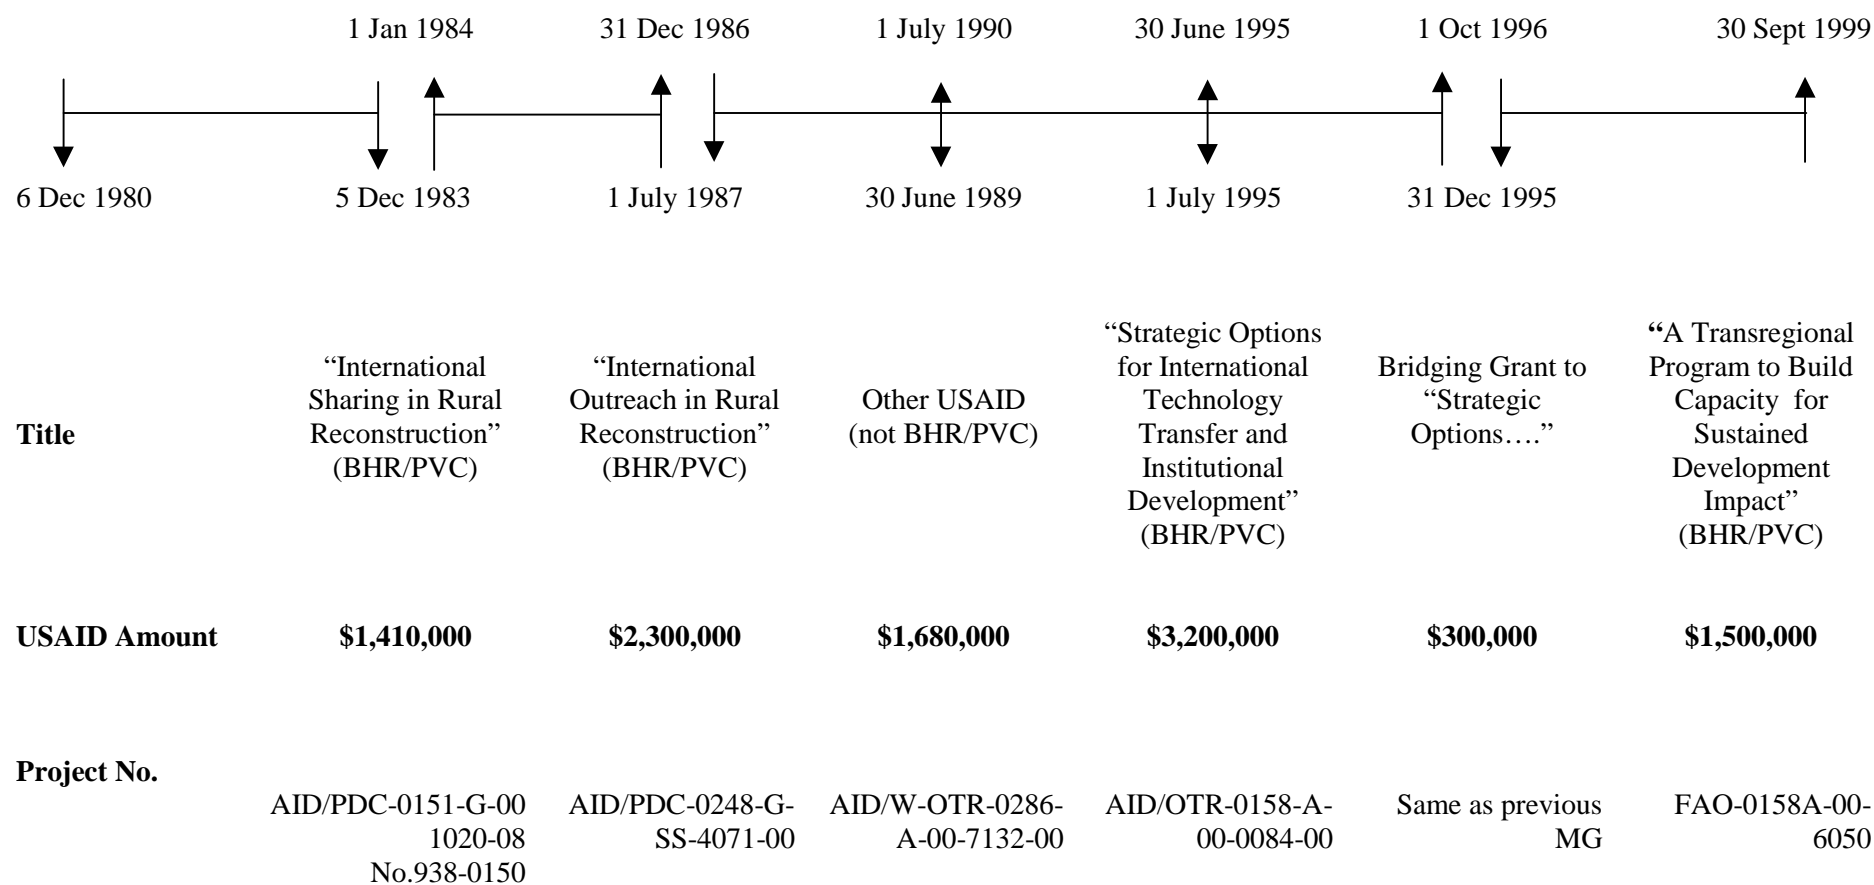 1 Jan 1984 31 Dec 1986 1 July 1990 30 June 1995 1 Oct 1996 30 Sept 1999
6 Dec 1980 5 Dec 1983 1 July 1987 30 June 1989 1 July 1995 31 Dec 1995
Title
“International
Sharing in Rural
Reconstruction”
(BHR/PVC)
“International
Outreach in Rural
Reconstruction”
(BHR/PVC)
Other USAID
(not BHR/PVC)
“Strategic Options
for International
Technology
Transfer and
Institutional
Development”
(BHR/PVC)
Bridging Grant to
“Strategic
Options….”
“A Transregional
Program to Build
Capacity for
Sustained
Development
Impact”
(BHR/PVC)
USAID Amount $1,410,000 $2,300,000 $1,680,000 $3,200,000 $300,000 $1,500,000
Project No.
AID/PDC-0151-G-00
1020-08
No.938-0150
AID/PDC-0248-G-
SS-4071-00
AID/W-OTR-0286-
A-00-7132-00
AID/OTR-0158-A-
00-0084-00
Same as previous
MG
FAO-0158A-00-
6050